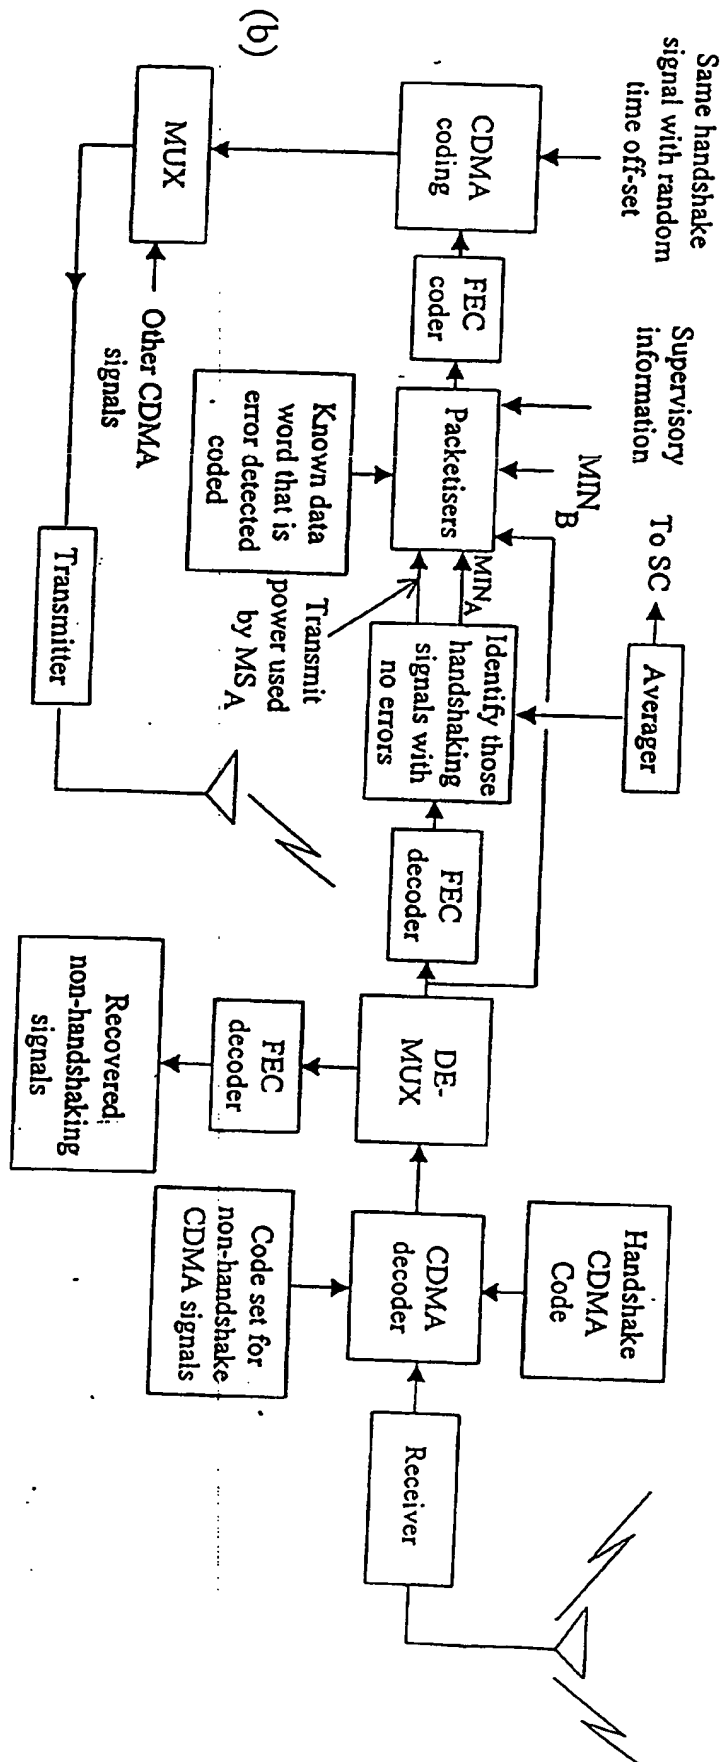 (b)
Same handshake
signal with random
time off-set
Supervisory
information
MIN B
To SC
Averager
CDMA
coding
FEC
coder
Packetisers
MIN A
Identify those
handshaking
signals with
no errors
FEC
decoder
DE-
MUX
CDMA
decoder
Handshake
CDMA
Code
Receiver
MUX
Other CDMA
signals
Known data
word that is
error detected
coded
Transmit
power used
by MS A
Transmitter
FEC
decoder
Recovered
non-handshaking
signals
Code set for
non-handshake
CDMA signals